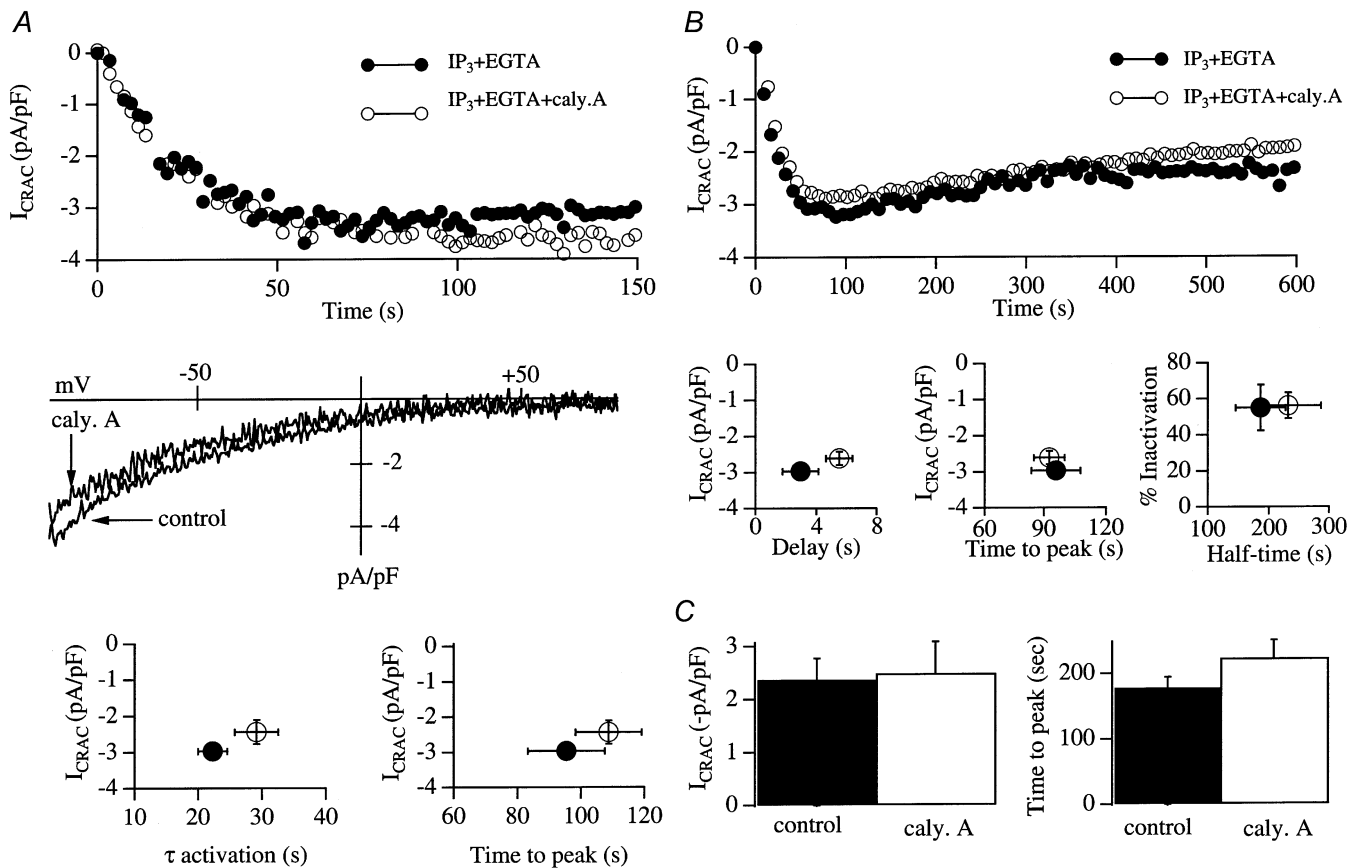 A
I_CRAC (pA/pF)
0
-1
-2
-3
-4
IP₃+EGTA
IP₃+EGTA+caly.A
0
50
100
150
Time (s)
B
I_CRAC (pA/pF)
0
-1
-2
-3
-4
IP₃+EGTA
IP₃+EGTA+caly.A
0
100
200
300
400
500
600
Time (s)
mV
-50
+50
caly. A
control
-2
-4
pA/pF
I_CRAC (pA/pF)
0
-1
-2
-3
-4
0
4
8
Delay (s)
I_CRAC (pA/pF)
0
-1
-2
-3
-4
60
90
120
Time to peak (s)
% Inactivation
80
60
40
20
0
100
200
300
Half-time (s)
I_CRAC (pA/pF)
0
-1
-2
-3
-4
10
20
30
40
τ activation (s)
I_CRAC (pA/pF)
0
-1
-2
-3
-4
60
80
100
120
Time to peak (s)
C
I_CRAC (-pA/pF)
3
2
1
0
control
caly. A
Time to peak (sec)
200
100
0
control
caly. A